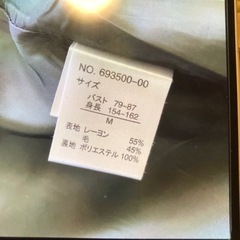 NO. 693500-00
サイズ
バスト 79-87
身長 154-162
M
表地 レーヨン 55%
毛 45%
裏地 ポリエステル 100%